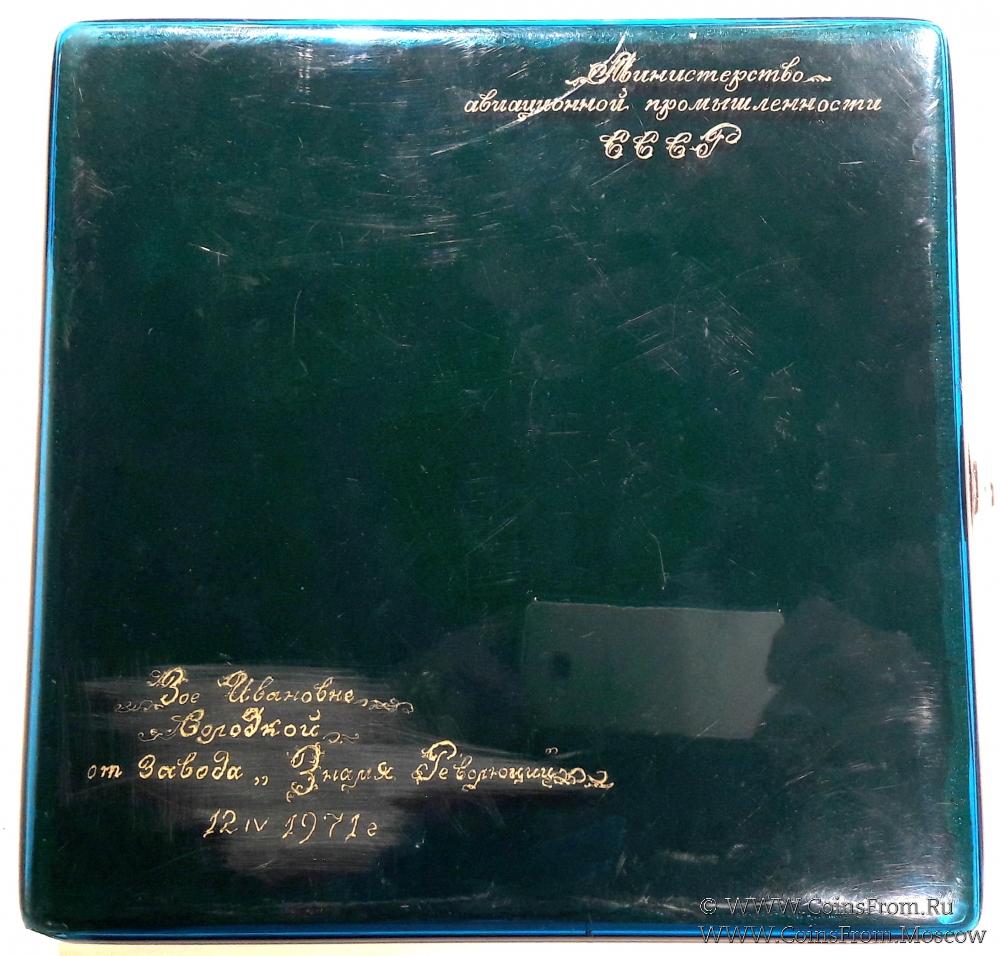 Министерство
авиационной промышленности
СССР
Зое Ивановне
от завода „Знамя Революции"
12 IV 1971 г
© WWW.CoinsFrom.Ru
WWW.CoinsFrom.Moscow